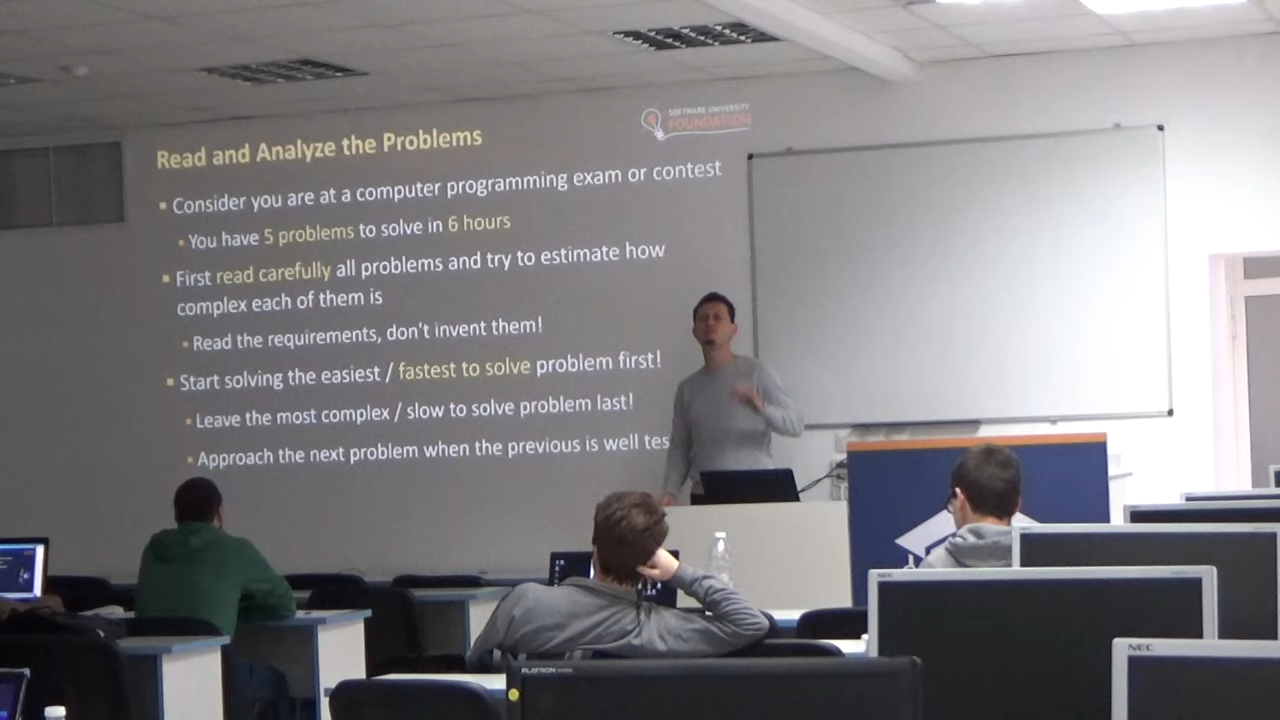 SOFTWARE UNIVERSITY
FOUNDATION
Read and Analyze the Problems
Consider you are at a computer programming exam or contest
You have 5 problems to solve in 6 hours
First read carefully all problems and try to estimate how
complex each of them is
Read the requirements, don't invent them!
Start solving the easiest / fastest to solve problem first!
Leave the most complex / slow to solve problem last!
Approach the next problem when the previous is well tes
NEC
NEC
FLATRON